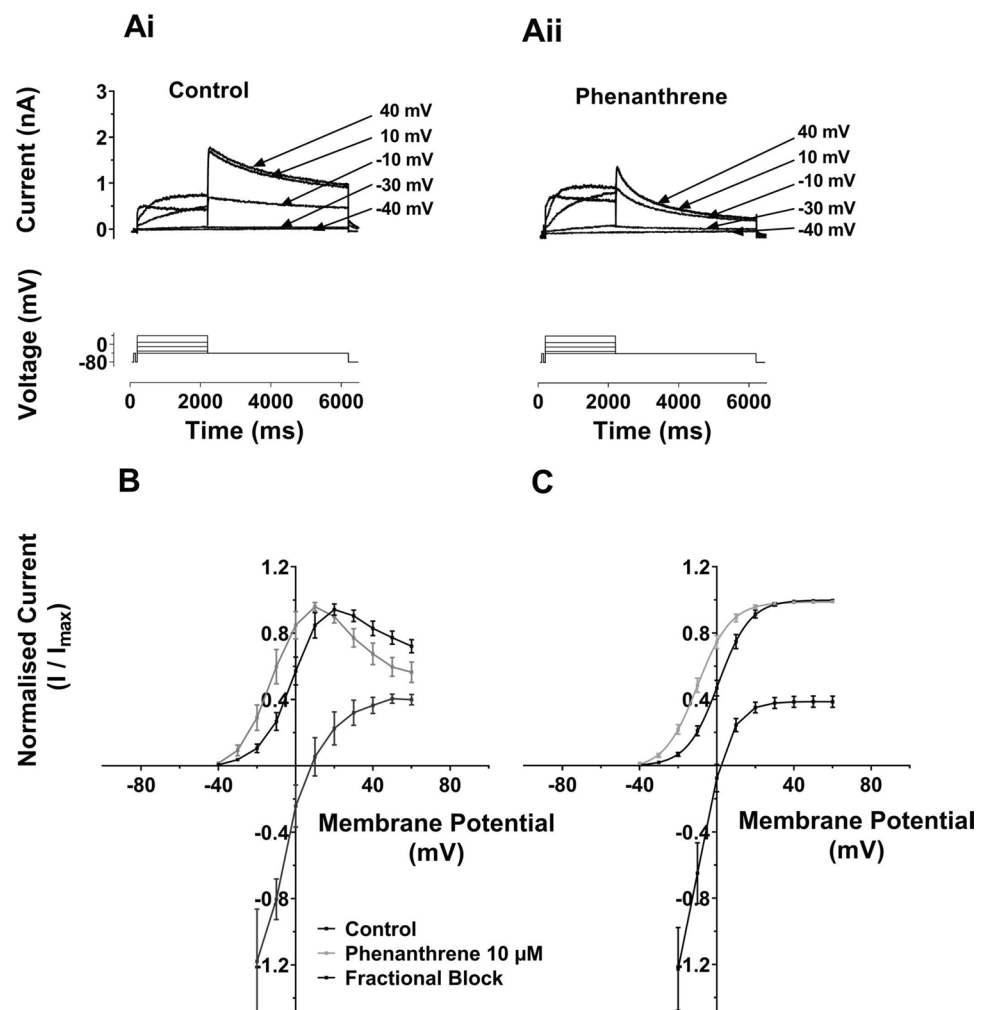 Ai
Aii
Control
Phenanthrene
Current (nA)
3
2
1
0
40 mV
10 mV
-10 mV
-30 mV
-40 mV
40 mV
10 mV
-10 mV
-30 mV
-40 mV
Voltage (mV)
0
-80
0 2000 4000 6000
Time (ms)
0 2000 4000 6000
Time (ms)
B
C
Normalised Current
(I / Imax)
1.2
0.8
0.4
-0.4
-0.8
-1.2
-80 -40 40 80
Membrane Potential
(mV)
Control
Phenanthrene 10 µM
Fractional Block
1.2
0.8
0.4
-0.4
-0.8
-1.2
-80 -40 40 80
Membrane Potential
(mV)